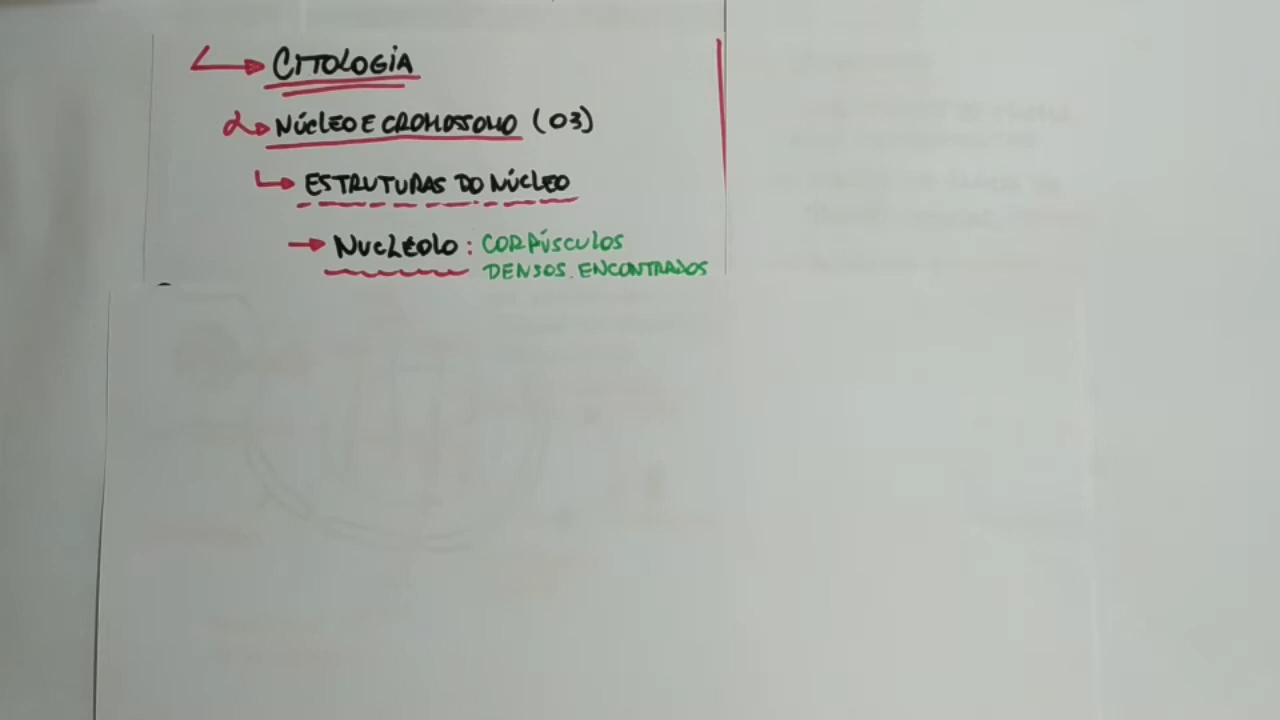 CITOLOGIA
NÚCLEO E CROMOSSOMO (03)
ESTRUTURAS DO NÚCLEO
NUCLÉOLO: CORPÚSCULOS
DENSOS ENCONTRADOS